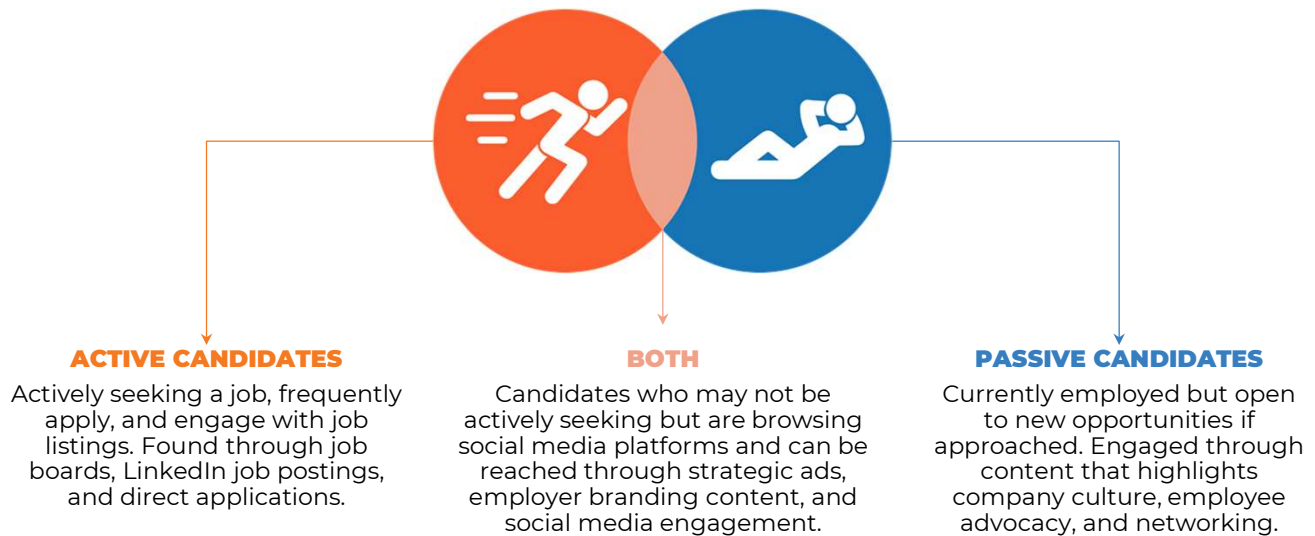 ACTIVE CANDIDATES
Actively seeking a job, frequently
apply, and engage with job
listings. Found through job
boards, LinkedIn job postings,
and direct applications.
BOTH
Candidates who may not be
actively seeking but are browsing
social media platforms and can be
reached through strategic ads,
employer branding content, and
social media engagement.
PASSIVE CANDIDATES
Currently employed but open
to new opportunities if
approached. Engaged through
content that highlights
company culture, employee
advocacy, and networking.